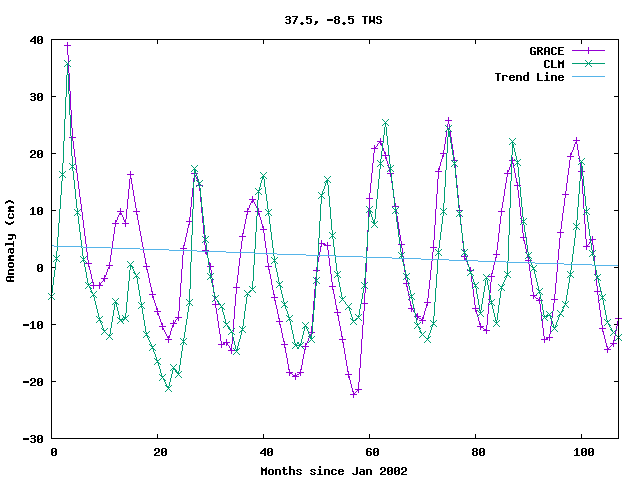 37.5, -8.5 TWS
GRACE
CLM
Trend Line
40
30
20
10
0
-10
-20
-30
Anomaly (cm)
0 20 40 60 80 100
Months since Jan 2002